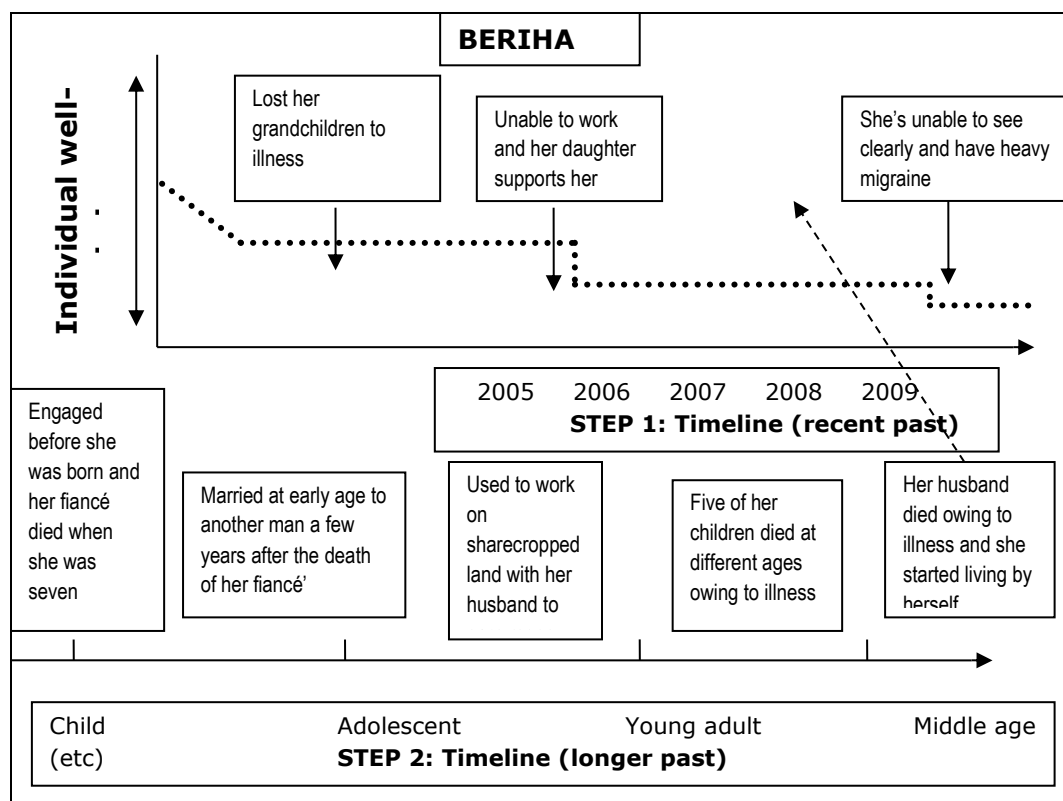 BERIHA
Individual well-
Lost her
grandchildren to
illness
Unable to work
and her daughter
supports her
She's unable to see
clearly and have heavy
migraine
2005 2006 2007 2008 2009
STEP 1: Timeline (recent past)
Engaged
before she
was born and
her fiancé
died when
she was
seven
Married at early age to
another man a few
years after the death
of her fiancé'
Used to work
on
sharecropped
land with her
husband to
Five of her
children died at
different ages
owing to illness
Her husband
died owing to
illness and she
started living by
herself
Child Adolescent Young adult Middle age
(etc) STEP 2: Timeline (longer past)